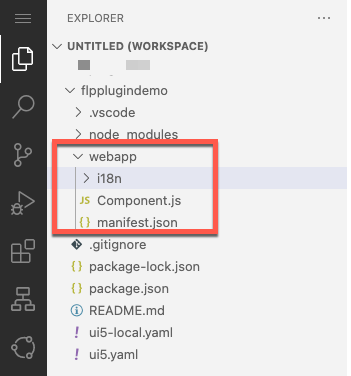 EXPLORER
UNTITLED (WORKSPACE)
flpplugindemo
.vscode
node_modules
webapp
i18n
JS Component.js
{} manifest.json
.gitignore
{} package-lock.json
{} package.json
README.md
! ui5-local.yaml
! ui5.yaml